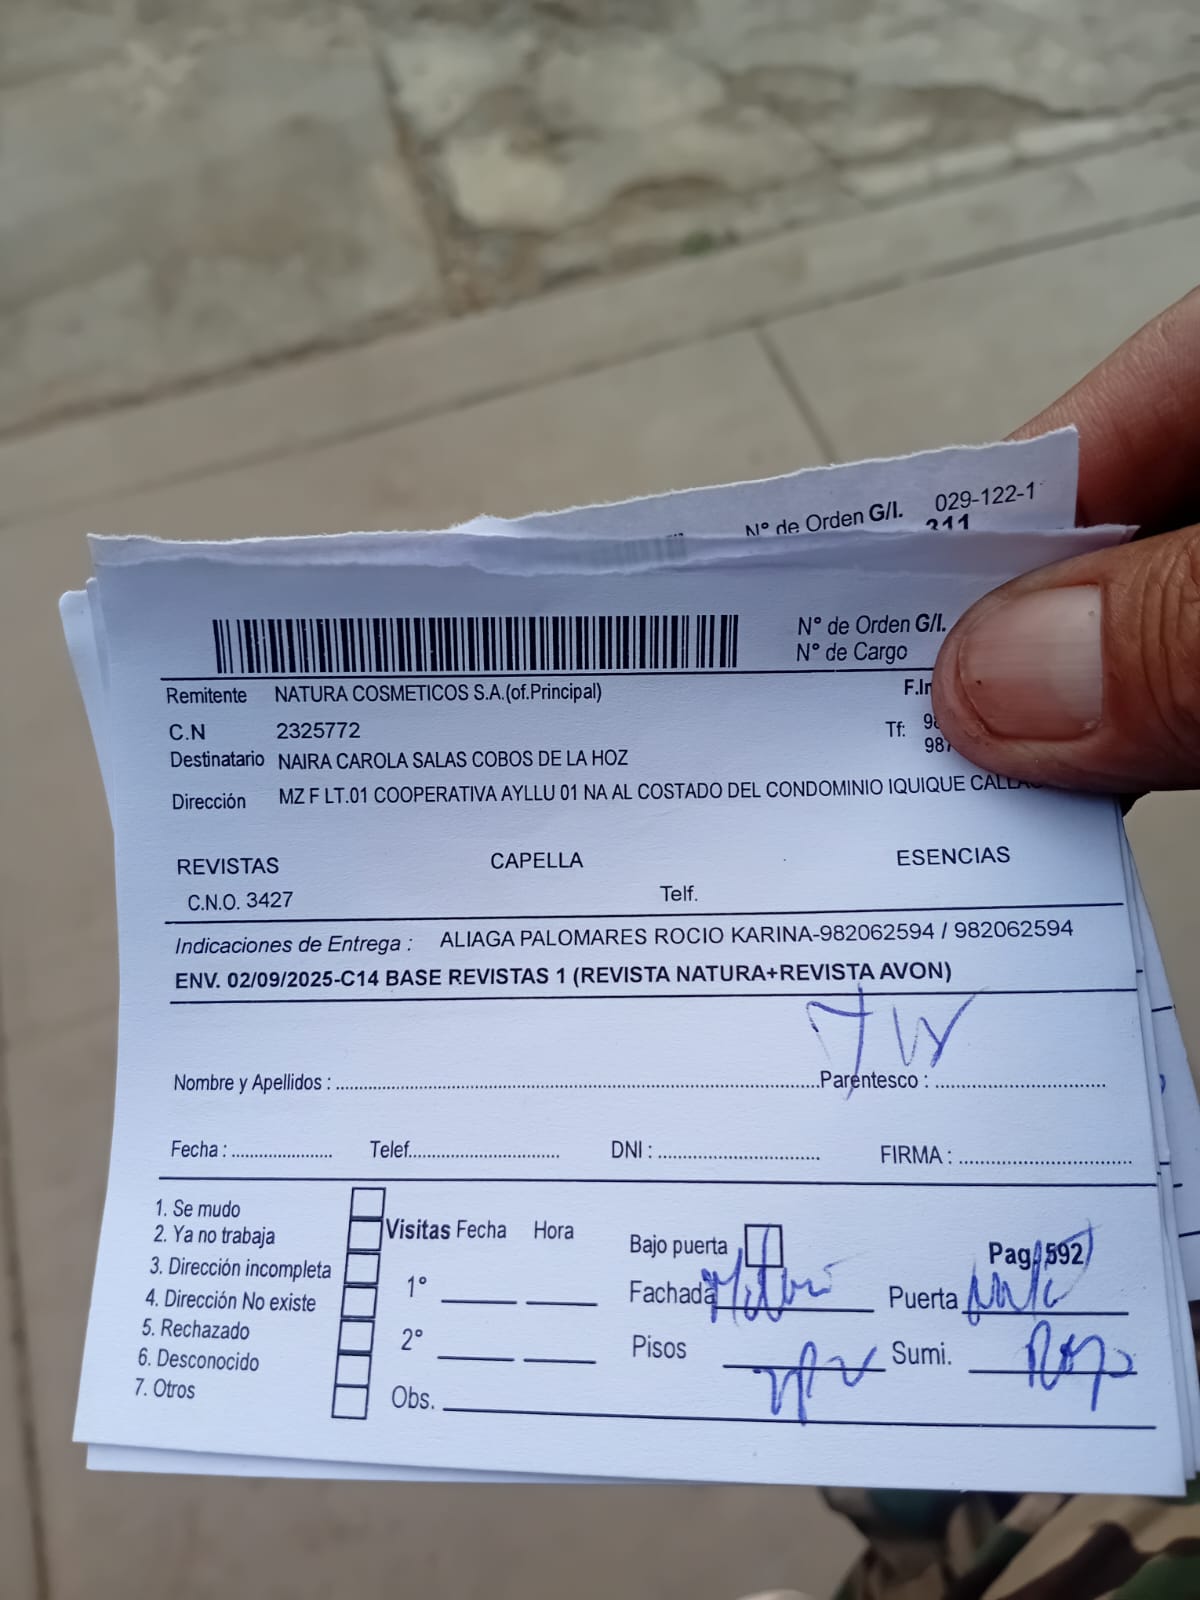 N° de Orden G/I. 029-122-1
311
N° de Orden G/I.
N° de Cargo
Remitente NATURA COSMETICOS S.A.(of.Principal)
C.N 2325772 Tf:
987
Destinatario NAIRA CAROLA SALAS COBOS DE LA HOZ
Dirección MZ F LT.01 COOPERATIVA AYLLU 01 NA AL COSTADO DEL CONDOMINIO IQUIQUE
REVISTAS CAPELLA ESENCIAS
C.N.O. 3427 Telf.
Indicaciones de Entrega : ALIAGA PALOMARES ROCIO KARINA-982062594 / 982062594
ENV. 02/09/2025-C14 BASE REVISTAS 1 (REVISTA NATURA+REVISTA AVON)
Nombre y Apellidos : Parentesco :
Fecha : Telef. DNI : FIRMA :
1. Se mudo
2. Ya no trabaja
3. Dirección incompleta
4. Dirección No existe
5. Rechazado
6. Desconocido
7. Otros
Visitas Fecha Hora
1°
2°
Obs.
Bajo puerta Pag. 592
Fachada Puerta
Pisos Sumi.